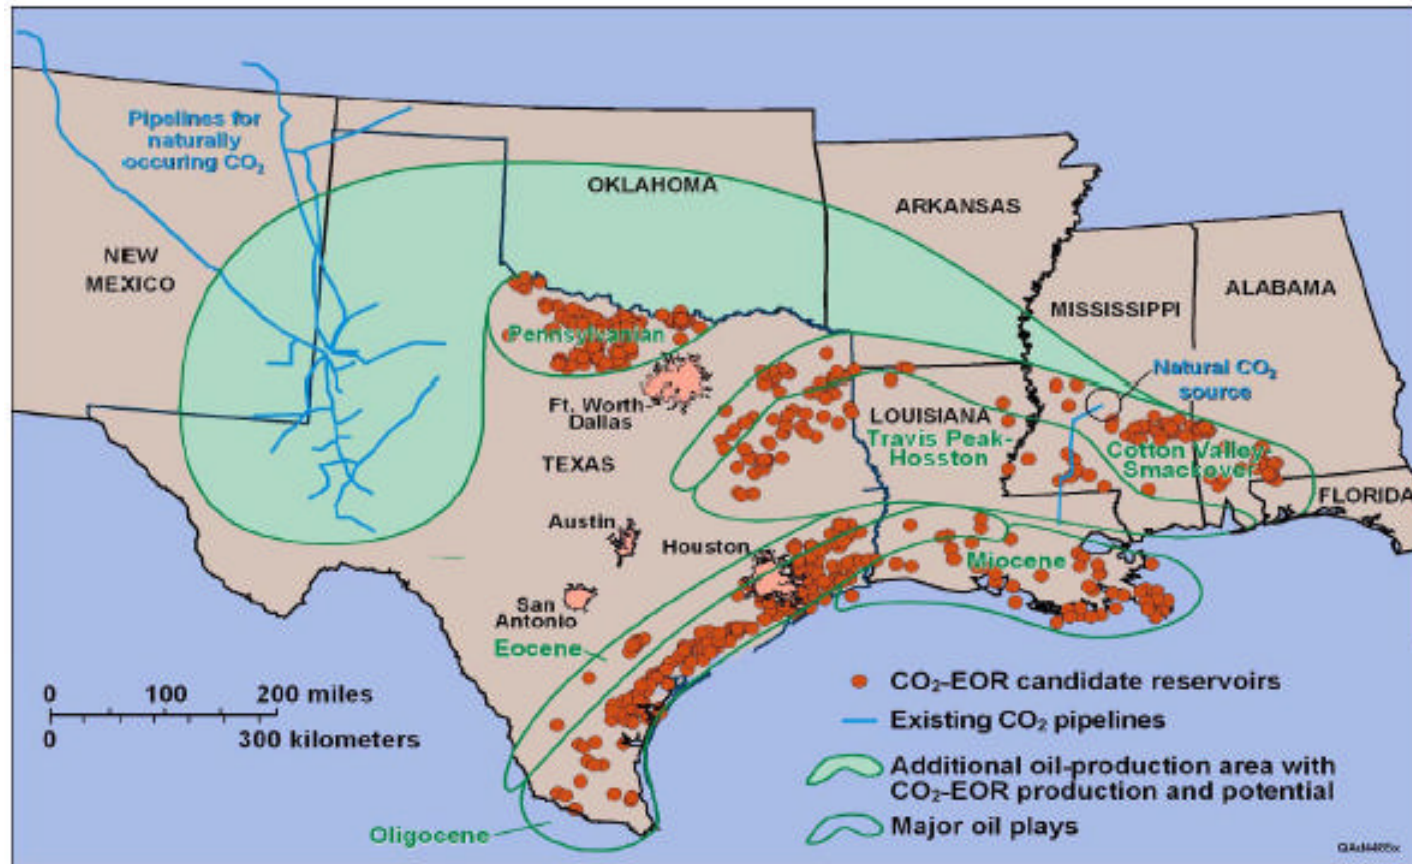 Pipelines for
naturally
occuring CO₂
OKLAHOMA
ARKANSAS
NEW
MEXICO
MISSISSIPPI
ALABAMA
Pennsylvanian
Natural CO₂
source
Ft. Worth-
Dallas
LOUISIANA
Travis Peak-
Hosston
Cotton Valley-
Smackover
TEXAS
FLORIDA
Austin
Houston
Miocene
San
Antonio
Eocene
0 100 200 miles
0 300 kilometers
CO₂-EOR candidate reservoirs
Existing CO₂ pipelines
Additional oil-production area with
CO₂-EOR production and potential
Major oil plays
Oligocene